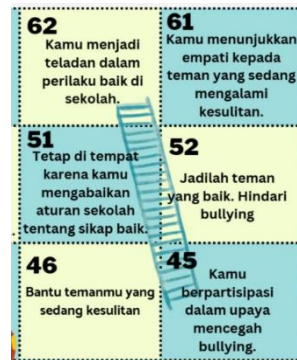 62
Kamu menjadi
teladan dalam
perilaku baik di
sekolah.
61
Kamu menunjukkan
empati kepada
teman yang sedang
mengalami
kesulitan.
51
Tetap di tempat
karena kamu
mengabaikan
aturan sekolah
tentang sikap baik.
52
Jadilah teman
yang baik. Hindari
bullying
46
Bantu temanmu yang
sedang kesulitan
45
Kamu
berpartisipasi
dalam upaya
mencegah
bullying.